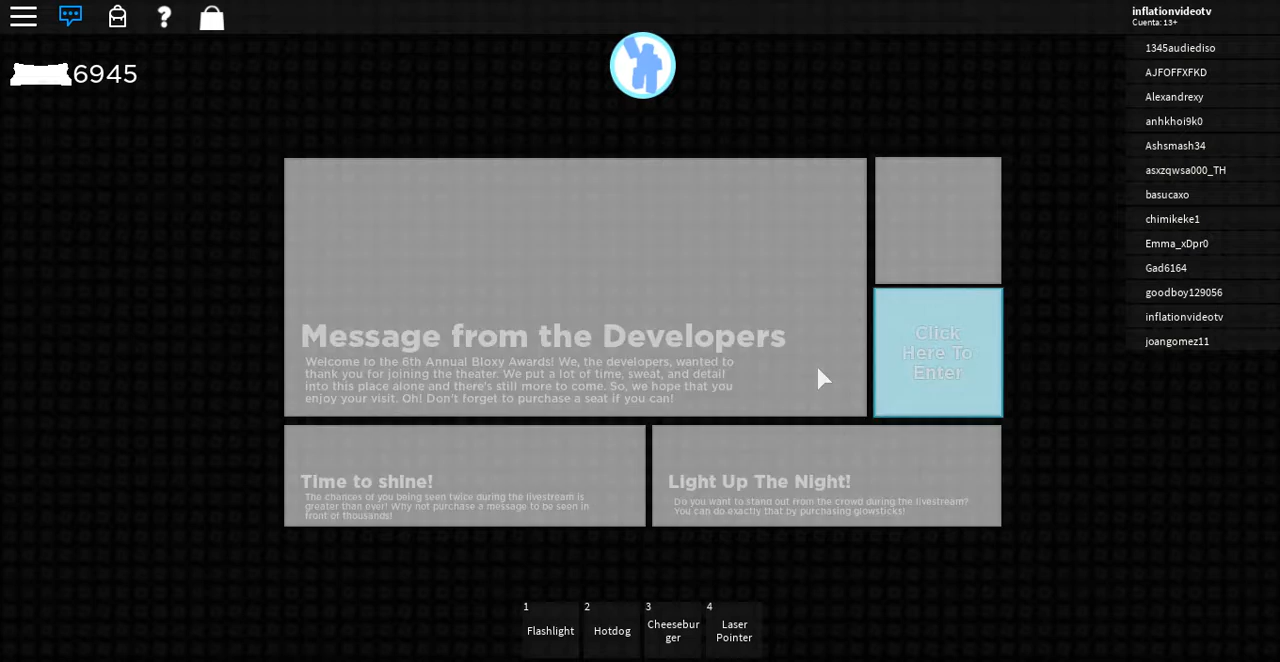 inflationvideotv
Cuenta: 13+
6945
1345audiediso
AJFOFFXFKD
Alexandrexy
anhkhoi9k0
Ashsmash34
asxzqwsa000_TH
basucaxo
chimikeke1
Emma_xDpr0
Gad6164
goodboy129056
inflationvideotv
joangomez11
Message from the Developers
Welcome to the 6th Annual Bloxy Awards! We, the developers, wanted to
thank you for joining the theater. We put a lot of time, sweat, and detail
into this place alone and there's still more to come. So, we hope that you
enjoy your visit. Oh! Don't forget to purchase a seat if you can!
Click
Here To
Enter
Time to shine!
The chances of you being seen twice during the livestream is
greater than ever! Why not purchase a message to be seen in
front of thousands!
Light Up The Night!
Do you want to stand out from the crowd during the livestream?
You can do exactly that by purchasing glowsticks!
1
Flashlight
2
Hotdog
3
Cheesebur
ger
4
Laser
Pointer